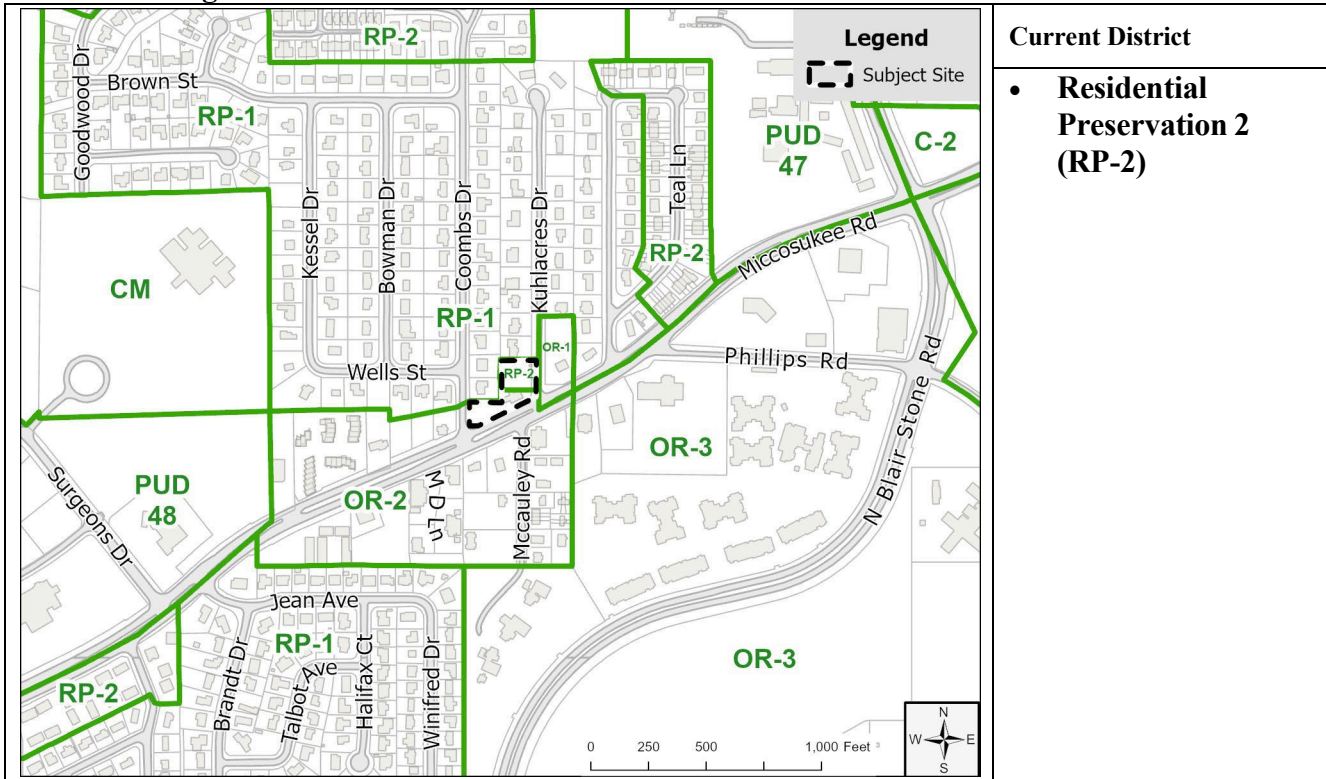 RP-2
Goodwood Dr
Brown St
RP-1
Legend
Subject Site
PUD
47
C-2
Kessel Dr
Bowman Dr
Coombs Dr
Kuhlacres Dr
Teal Ln
RP-2
Miccosukee Rd
CM
RP-1
OR-1
RP-2
Wells St
Phillips Rd
N Blair Stone Rd
OR-3
PUD
48
Surgeons Dr
OR-2
M D Ln
Mccauley Rd
Jean Ave
RP-1
Brandt Dr
Talbot Ave
Halifax Ct
Winifred Dr
OR-3
RP-2
0 250 500 1,000 Feet
N
W E
S
Current District
• Residential
Preservation 2
(RP-2)